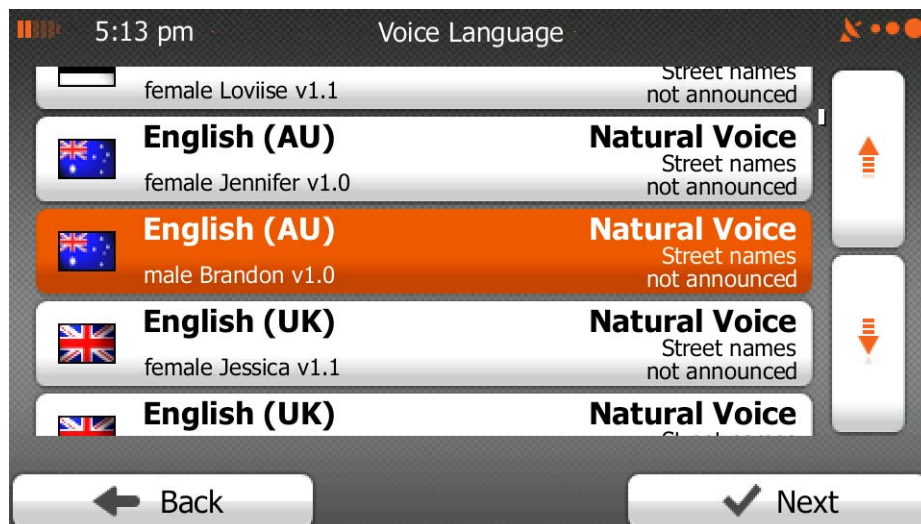 5:13 pm
Voice Language
Street names
female Loviise v1.1
not announced
English (AU)
Natural Voice
Street names
female Jennifer v1.0
not announced
English (AU)
Natural Voice
Street names
male Brandon v1.0
not announced
English (UK)
Natural Voice
Street names
female Jessica v1.1
not announced
English (UK)
Natural Voice
Back
Next